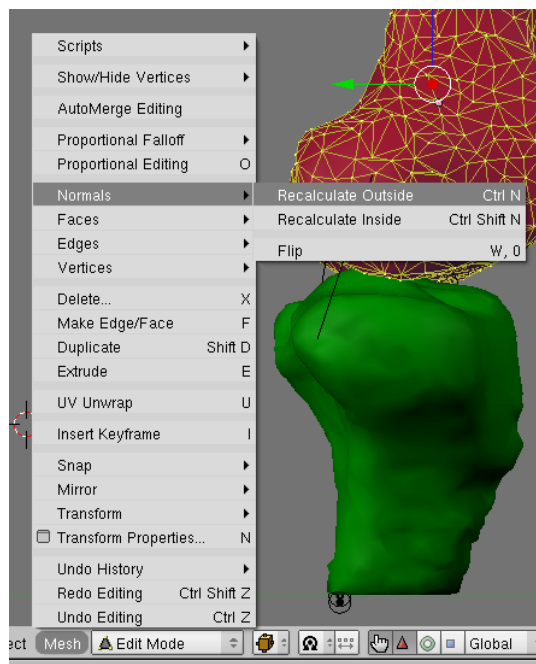 Scripts
Show/Hide Vertices
AutoMerge Editing
Proportional Falloff
Proportional Editing O
Normals
Recalculate Outside Ctrl N
Faces
Recalculate Inside Ctrl Shift N
Edges
Flip W, 0
Vertices
Delete... X
Make Edge/Face F
Duplicate Shift D
Extrude E
UV Unwrap U
Insert Keyframe I
Snap
Mirror
Transform
Transform Properties... N
Undo History
Redo Editing Ctrl Shift Z
Undo Editing Ctrl Z
ect Mesh Edit Mode Global